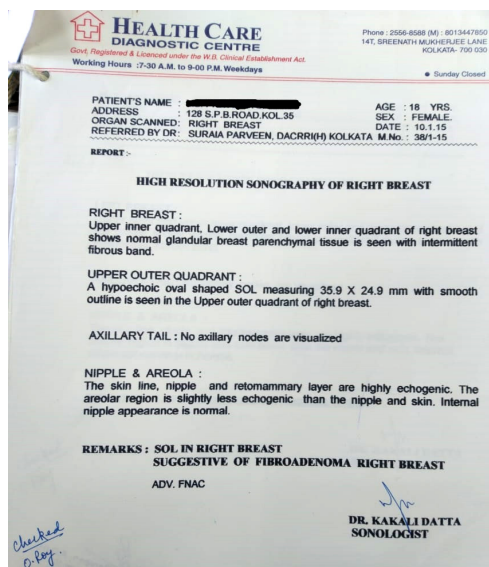 HEALTH CARE
DIAGNOSTIC CENTRE
Govt, Registered & Licenced under the W.B. Clinical Establishment Act.
Working Hours :7-30 A.M. to 9-00 P.M. Weekdays
Phone : 2556-8588 (M) : 8013447850
14T, SREENATH MUKHERJEE LANE
KOLKATA- 700 030
● Sunday Closed
PATIENT'S NAME :
AGE : 18 YRS.
ADDRESS : 128 S.P.B.ROAD.KOL.35
SEX : FEMALE.
ORGAN SCANNED: RIGHT BREAST
DATE : 10.1.15
REFERRED BY DR: SURAIA PARVEEN, DACRRI(H) KOLKATA M.No. : 38/1-15
REPORT :-
HIGH RESOLUTION SONOGRAPHY OF RIGHT BREAST
RIGHT BREAST :
Upper inner quadrant, Lower outer and lower inner quadrant of right breast
shows normal glandular breast parenchymal tissue is seen with intermittent
fibrous band.
UPPER OUTER QUADRANT :
A hypoechoic oval shaped SOL measuring 35.9 X 24.9 mm with smooth
outline is seen in the Upper outer quadrant of right breast.
AXILLARY TAIL : No axillary nodes are visualized
NIPPLE & AREOLA :
The skin line, nipple and retomammary layer are highly echogenic. The
areolar region is slightly less echogenic than the nipple and skin. Internal
nipple appearance is normal.
REMARKS : SOL IN RIGHT BREAST
SUGGESTIVE OF FIBROADENOMA RIGHT BREAST
ADV. FNAC
DR. KAKALI DATTA
SONOLOGIST
checked